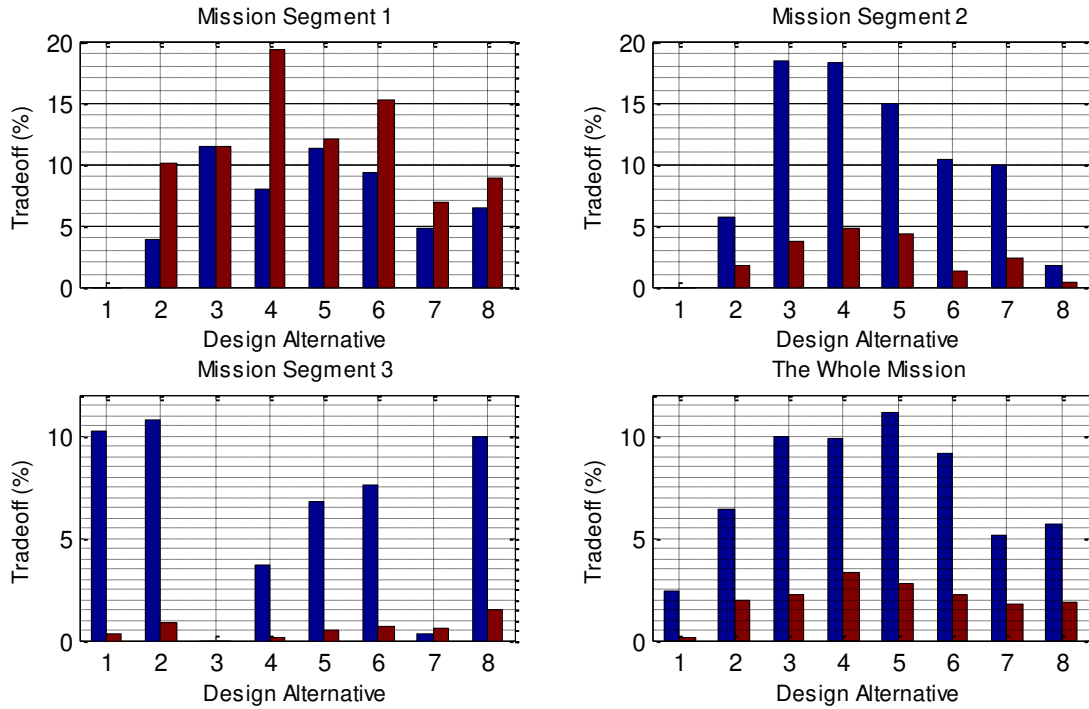 Mission Segment 1
20
15
10
5
0
Tradeoff (%)
1 2 3 4 5 6 7 8
Design Alternative
Mission Segment 2
20
15
10
5
0
Tradeoff (%)
1 2 3 4 5 6 7 8
Design Alternative
Mission Segment 3
10
5
0
Tradeoff (%)
1 2 3 4 5 6 7 8
Design Alternative
The Whole Mission
10
5
0
Tradeoff (%)
1 2 3 4 5 6 7 8
Design Alternative